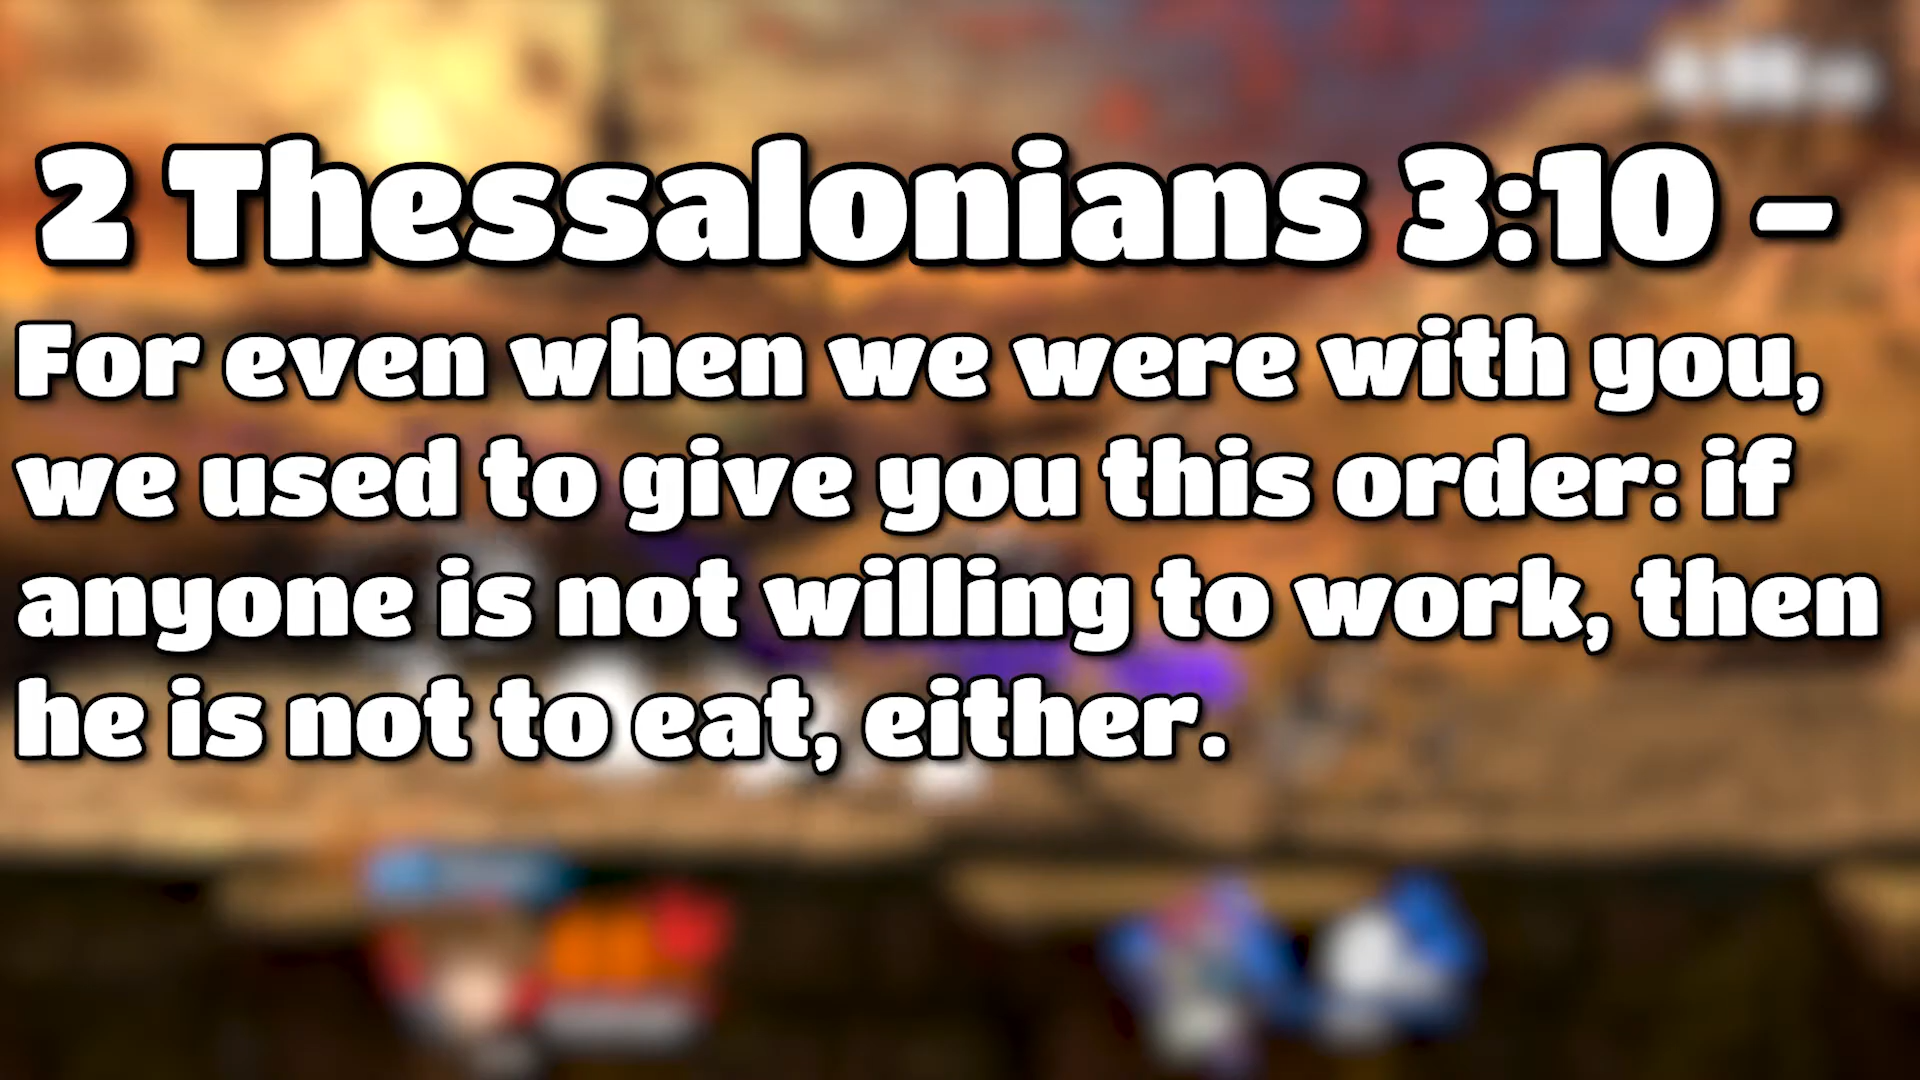 2 Thessalonians 3:10 –
For even when we were with you,
we used to give you this order: if
anyone is not willing to work, then
he is not to eat, either.